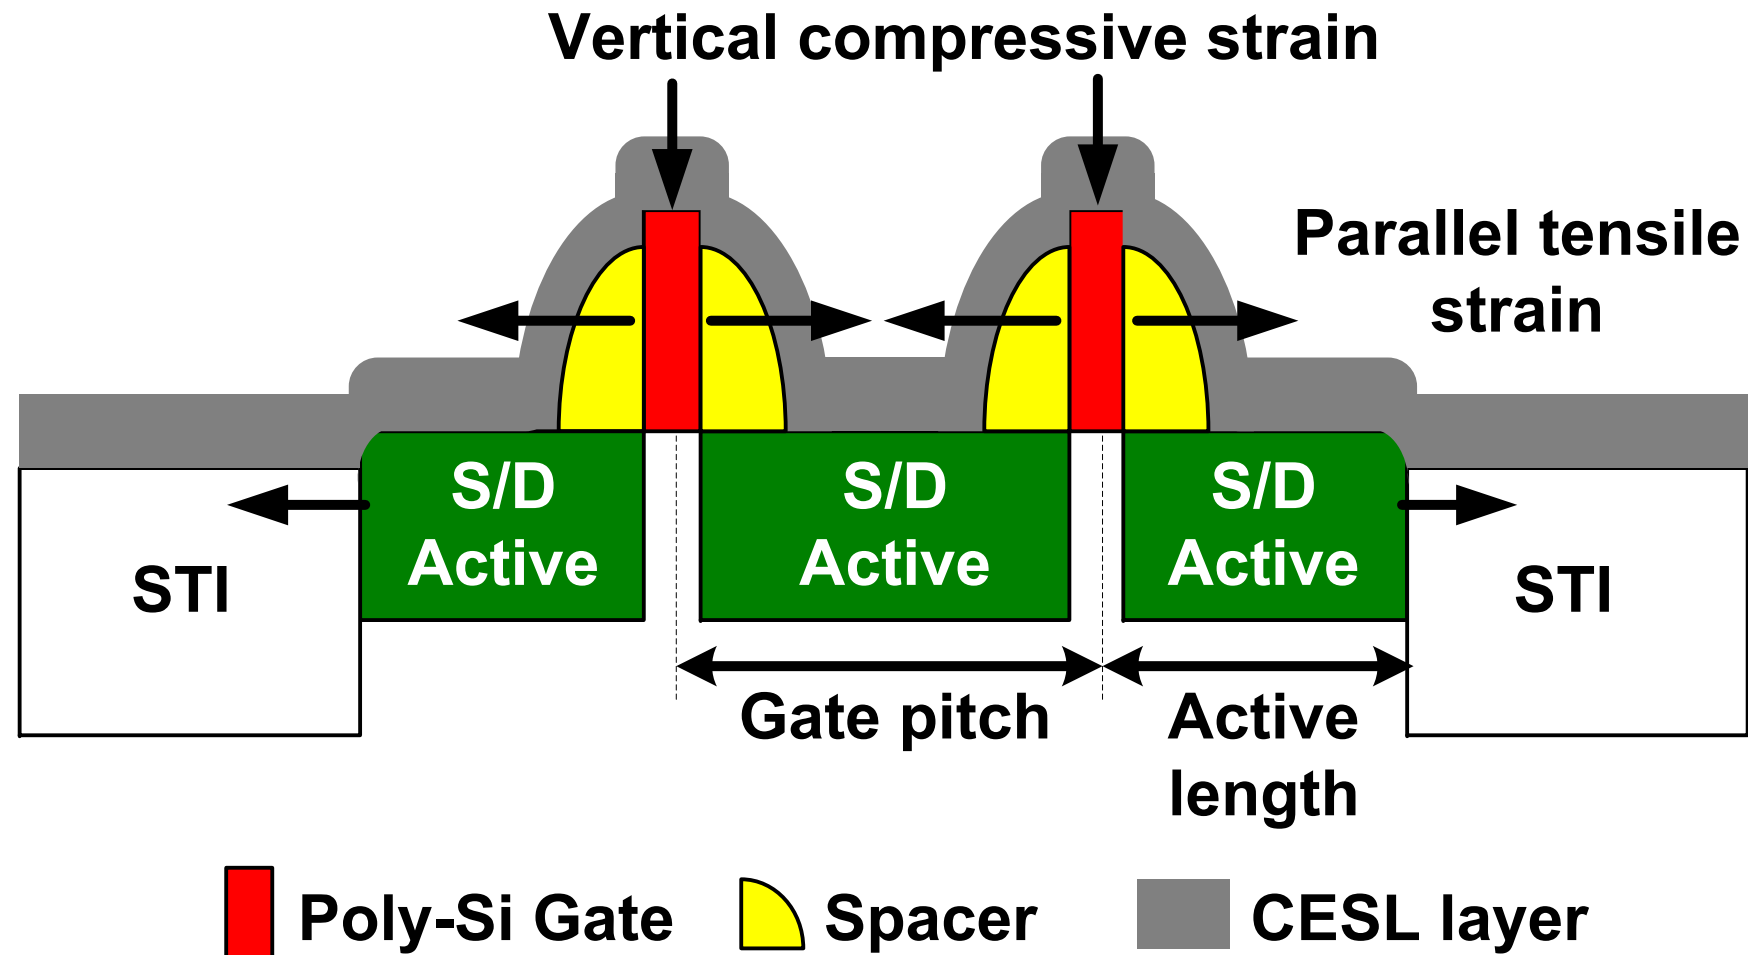 Vertical compressive strain
Parallel tensile
strain
S/D
Active
S/D
Active
S/D
Active
STI
STI
Gate pitch
Active
length
Poly-Si Gate
Spacer
CESL layer